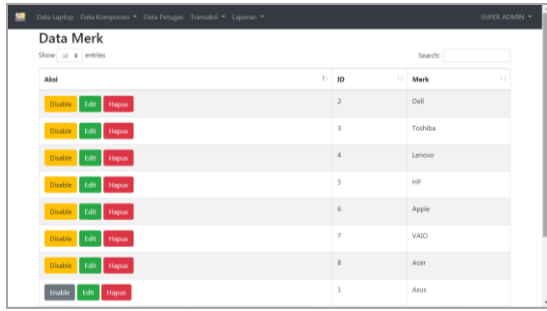 Data Laptop Data Komponen Data Petugas Transaksi Laporan SUPER ADMIN
Data Merk
Show 10 entries Search:
Aksi ID Merk
Disable Edit Hapus 2 Dell
Disable Edit Hapus 3 Toshiba
Disable Edit Hapus 4 Lenovo
Disable Edit Hapus 5 HP
Disable Edit Hapus 6 Apple
Disable Edit Hapus 7 VAIO
Disable Edit Hapus 8 Acer
Enable Edit Hapus 1 Asus